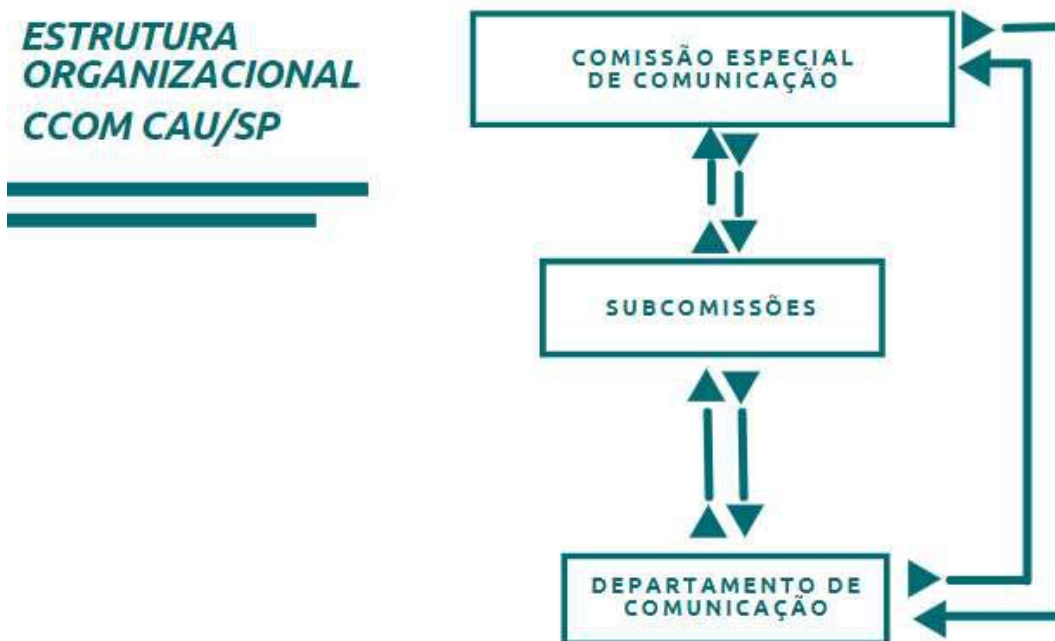 ESTRUTURA
ORGANIZACIONAL
CCOM CAU/SP
COMISSÃO ESPECIAL
DE COMUNICAÇÃO
SUBCOMISSÕES
DEPARTAMENTO DE
COMUNICAÇÃO